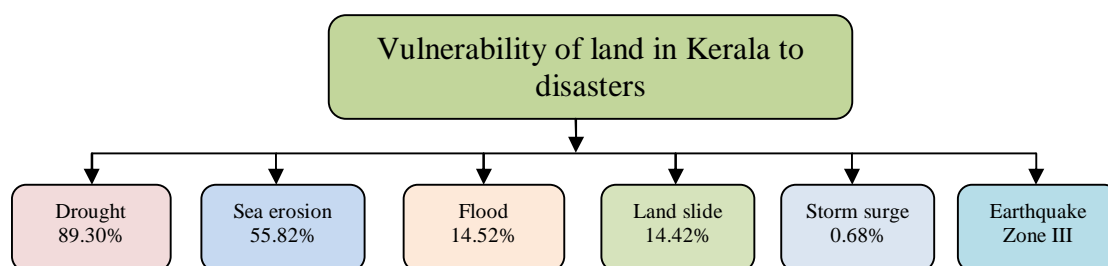 Vulnerability of land in Kerala to
disasters
Drought
89.30%
Sea erosion
55.82%
Flood
14.52%
Land slide
14.42%
Storm surge
0.68%
Earthquake
Zone III